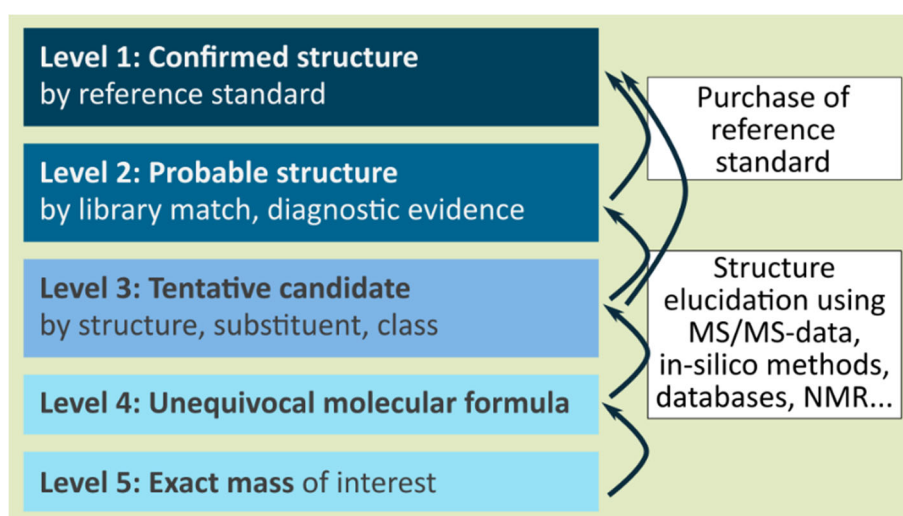 Level 1: Confirmed structure
by reference standard
Level 2: Probable structure
by library match, diagnostic evidence
Level 3: Tentative candidate
by structure, substituent, class
Level 4: Unequivocal molecular formula
Level 5: Exact mass of interest
Purchase of
reference
standard
Structure
elucidation using
MS/MS-data,
in-silico methods,
databases, NMR...